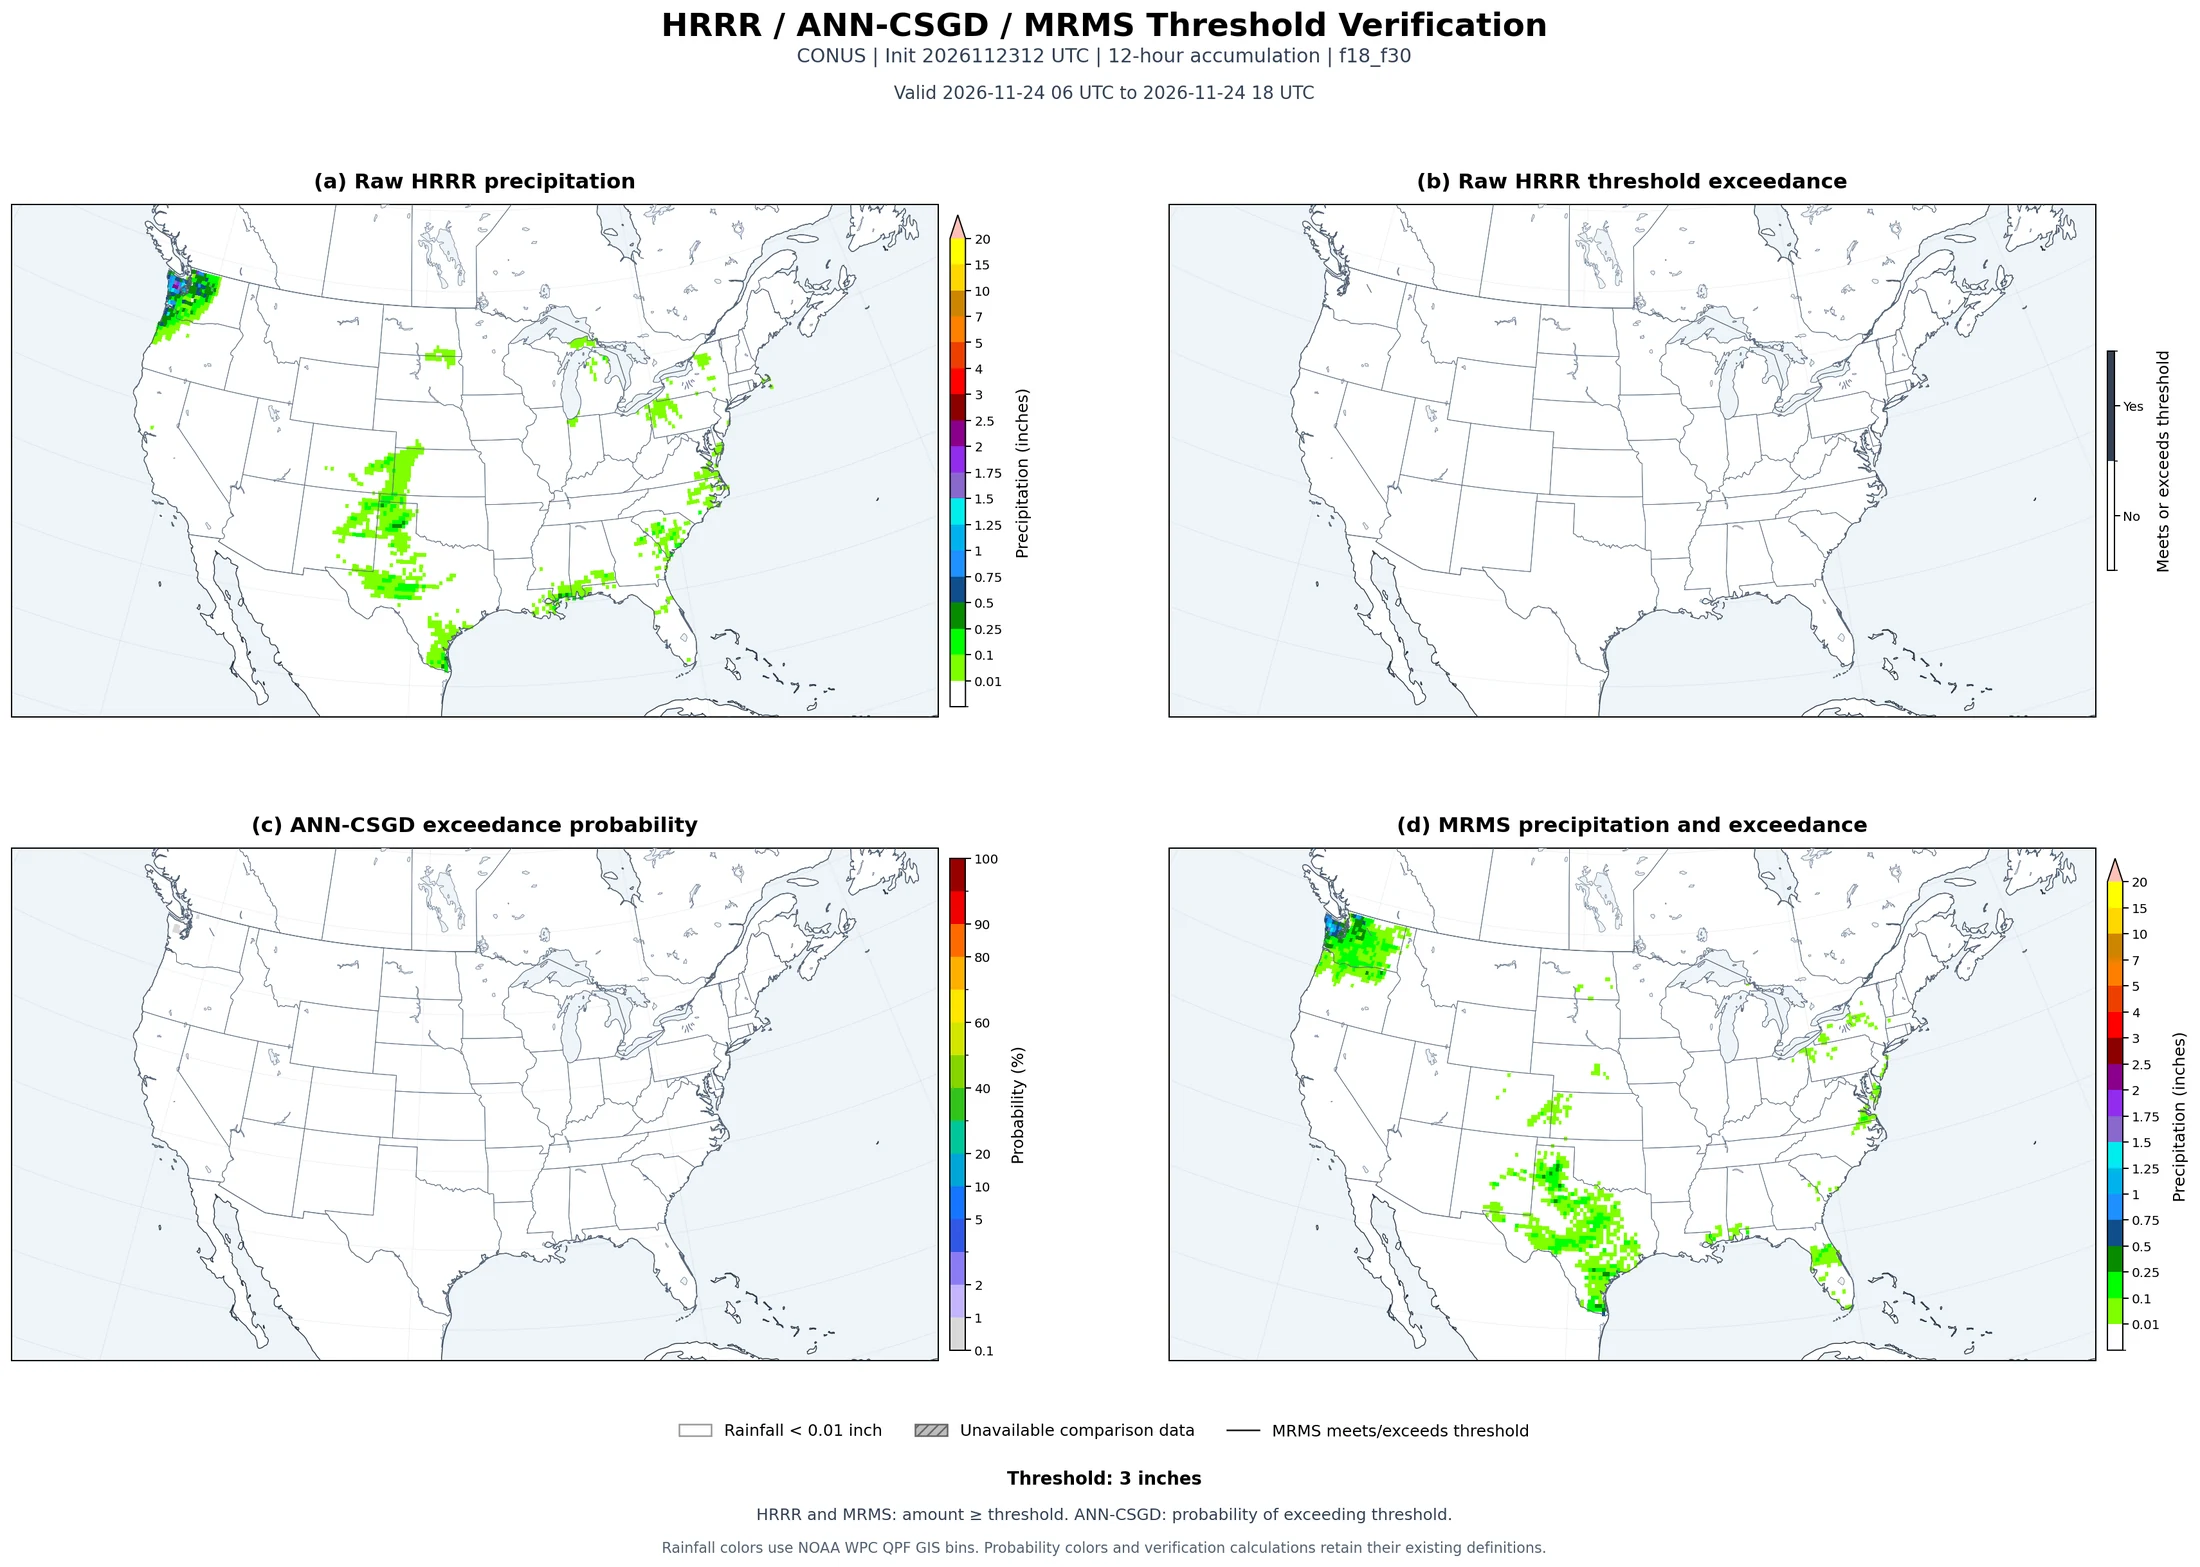 HRRR / ANN-CSGD / MRMS Threshold Verification
CONUS | Init 2026112312 UTC | 12-hour accumulation | f18_f30
Valid 2026-11-24 06 UTC to 2026-11-24 18 UTC
(a) Raw HRRR precipitation
20
15
10
7
5
4
3
2.5
2
1.75
1.5
1.25
1
0.75
0.5
0.25
0.1
0.01
Precipitation (inches)
(b) Raw HRRR threshold exceedance
Yes
No
Meets or exceeds threshold
(c) ANN-CSGD exceedance probability
100
90
80
60
40
20
10
5
2
1
0.1
Probability (%)
(d) MRMS precipitation and exceedance
20
15
10
7
5
4
3
2.5
2
1.75
1.5
1.25
1
0.75
0.5
0.25
0.1
0.01
Precipitation (inches)
Rainfall < 0.01 inch
Unavailable comparison data
MRMS meets/exceeds threshold
Threshold: 3 inches
HRRR and MRMS: amount ≥ threshold. ANN-CSGD: probability of exceeding threshold.
Rainfall colors use NOAA WPC QPF GIS bins. Probability colors and verification calculations retain their existing definitions.